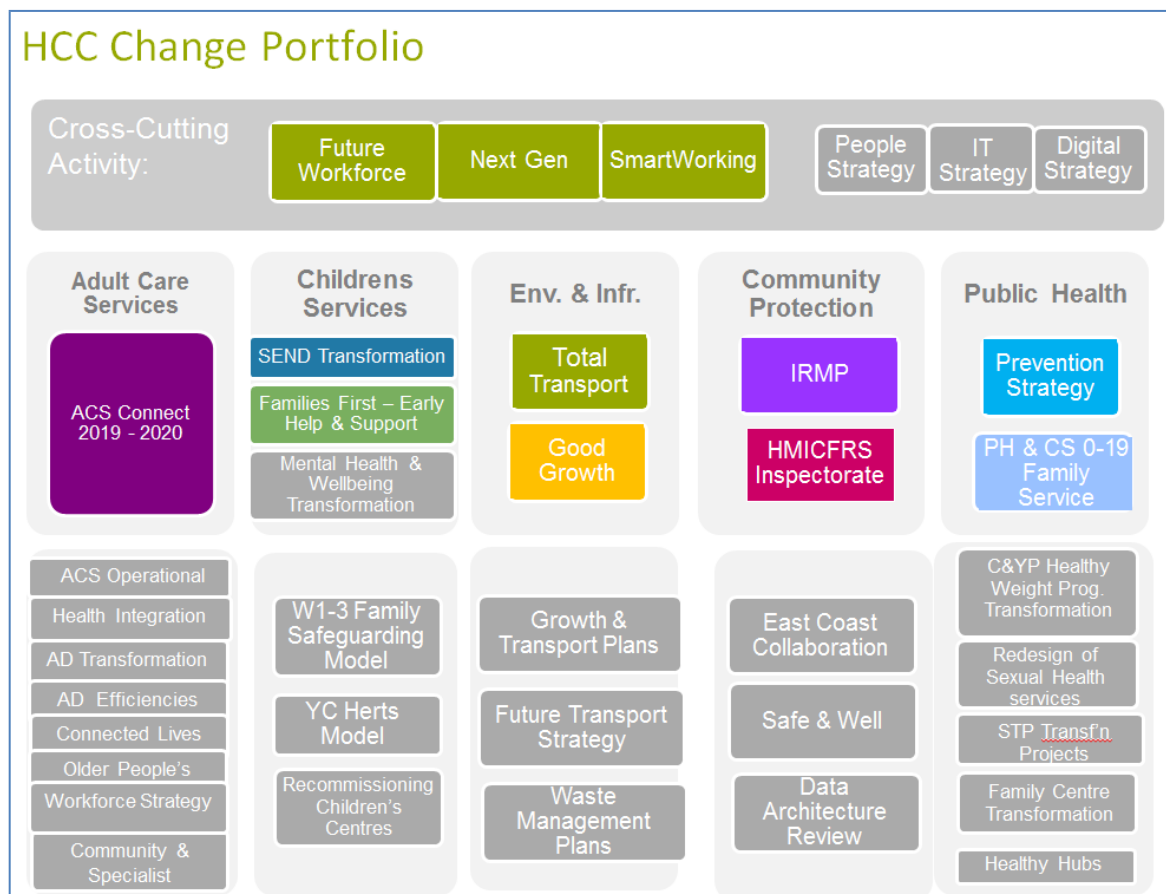 HCC Change Portfolio
Cross-Cutting
Activity:
Future
Workforce
Next Gen
SmartWorking
People
Strategy
IT
Strategy
Digital
Strategy
Adult Care
Services
ACS Connect
2019 - 2020
Childrens
Services
SEND Transformation
Families First – Early
Help & Support
Mental Health &
Wellbeing
Transformation
Env. & Infr.
Total
Transport
Good
Growth
Community
Protection
IRMP
HMICFRS
Inspectorate
Public Health
Prevention
Strategy
PH & CS 0-19
Family
Service
ACS Operational
Health Integration
AD Transformation
AD Efficiencies
Connected Lives
Older People's
Workforce Strategy
Community &
Specialist
W1-3 Family
Safeguarding
Model
YC Herts
Model
Recommissioning
Children's
Centres
Growth &
Transport Plans
Future Transport
Strategy
Waste
Management
Plans
East Coast
Collaboration
Safe & Well
Data
Architecture
Review
C&YP Healthy
Weight Prog.
Transformation
Redesign of
Sexual Health
services
STP Transf'n
Projects
Family Centre
Transformation
Healthy Hubs